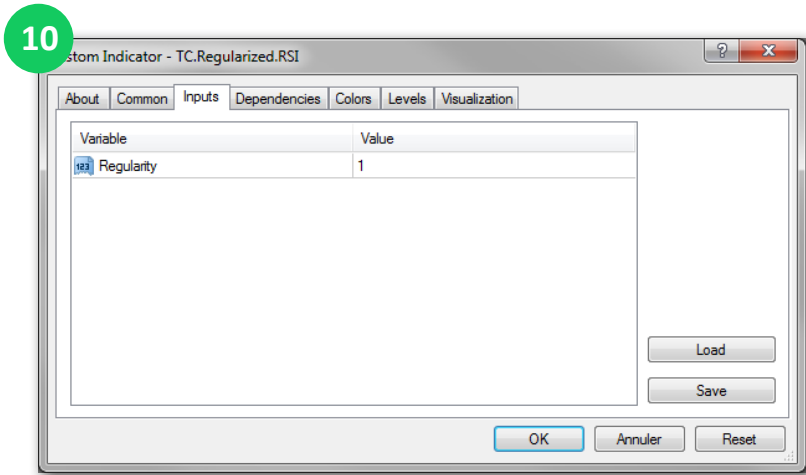 10
stom Indicator - TC.Regularized.RSI
About Common Inputs Dependencies Colors Levels Visualization
Variable Value
123 Regularity 1
Load
Save
OK Annuler Reset